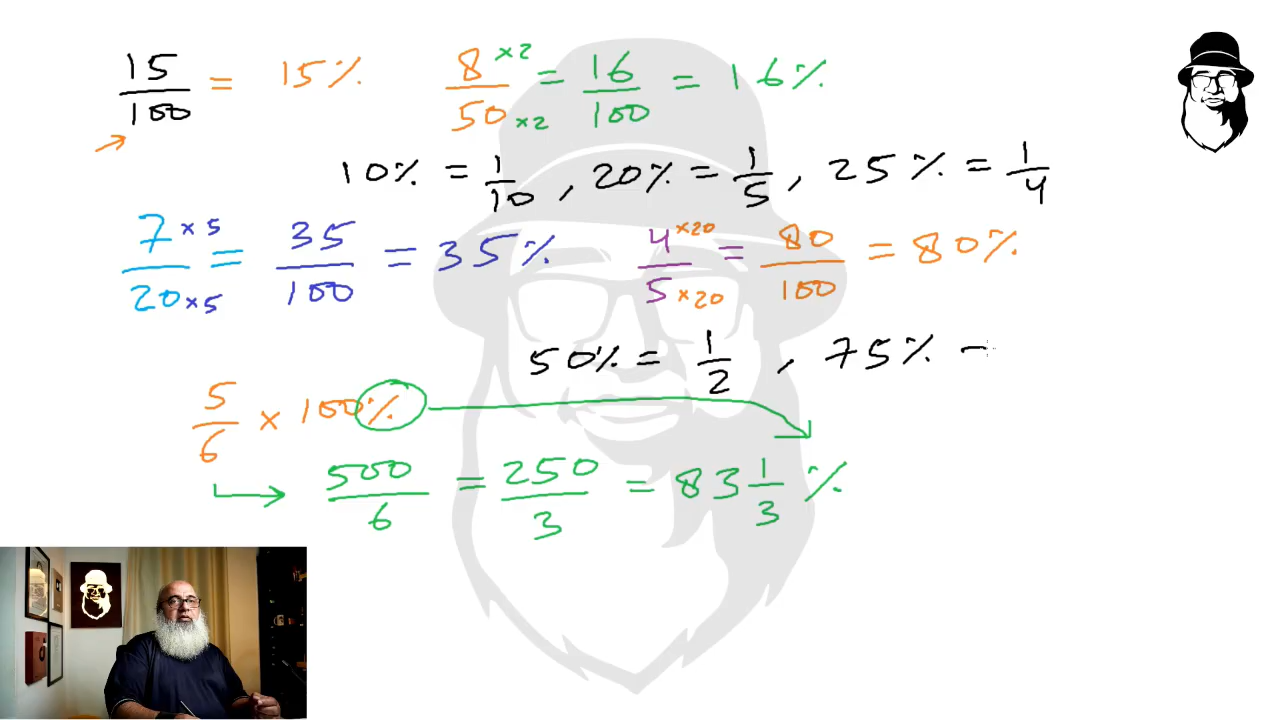 15/100 = 15% 8×2/50×2 = 16/100 = 16%
10% = 1/10 , 20% = 1/5 , 25% = 1/4
7×5/20×5 = 35/100 = 35% 4×20/5×20 = 80/100 = 80%
50% = 1/2 , 75% -
5/6 × 100%
500/6 = 250/3 = 83 1/3 %